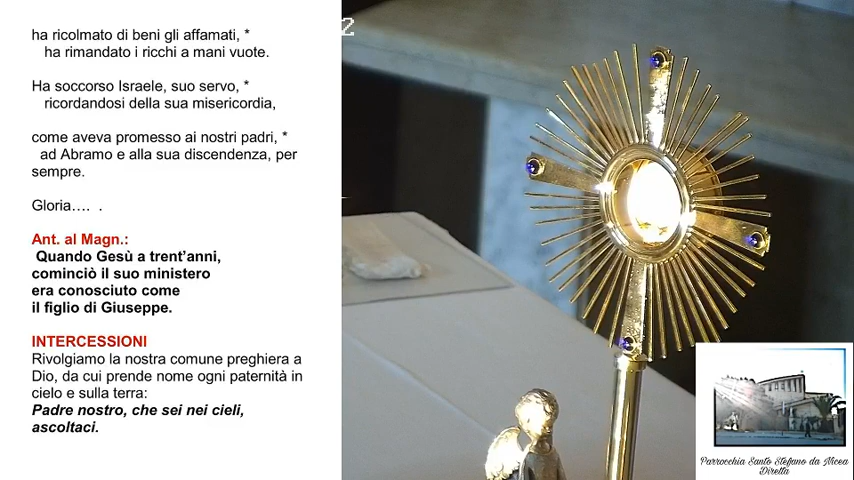 ha ricolmato di beni gli affamati, *
ha rimandato i ricchi a mani vuote.
Ha soccorso Israele, suo servo, *
ricordandosi della sua misericordia,
come aveva promesso ai nostri padri, *
ad Abramo e alla sua discendenza, per
sempre.
Gloria…. .
Ant. al Magn.:
Quando Gesù a trent’anni,
cominciò il suo ministero
era conosciuto come
il figlio di Giuseppe.
INTERCESSIONI
Rivolgiamo la nostra comune preghiera a
Dio, da cui prende nome ogni paternità in
cielo e sulla terra:
Padre nostro, che sei nei cieli,
ascoltaci.
2
Parrocchia Santo Stefano da Nicea
Diretta